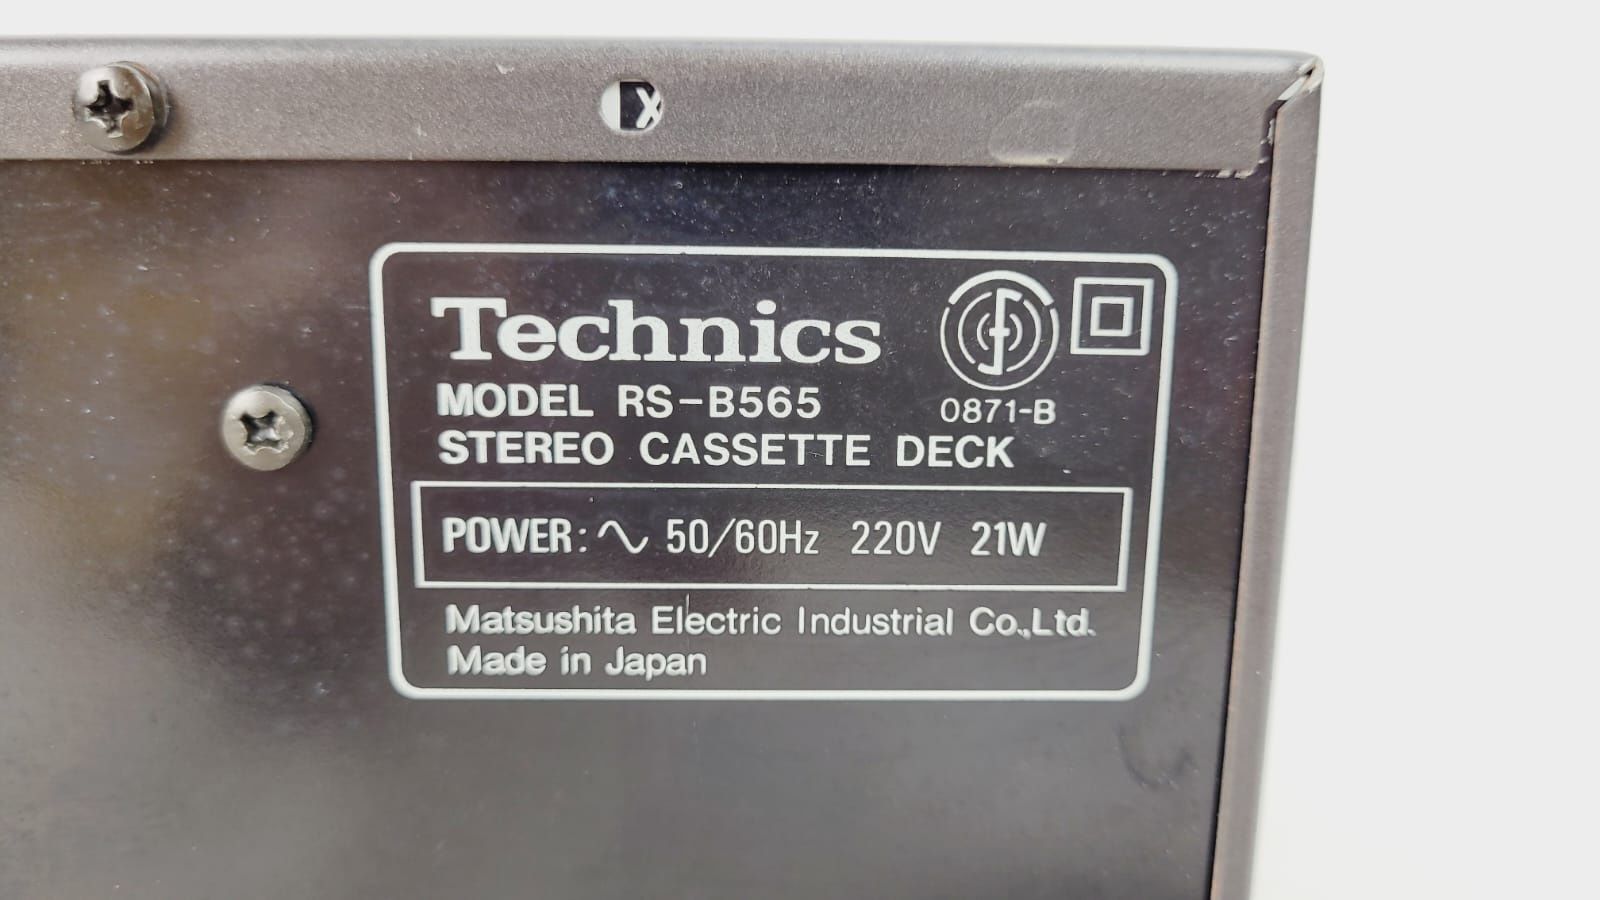 Technics
MODEL RS-B565
0871-B
STEREO CASSETTE DECK
POWER: ∿ 50/60Hz 220V 21W
Matsushita Electric Industrial Co.,Ltd.
Made in Japan